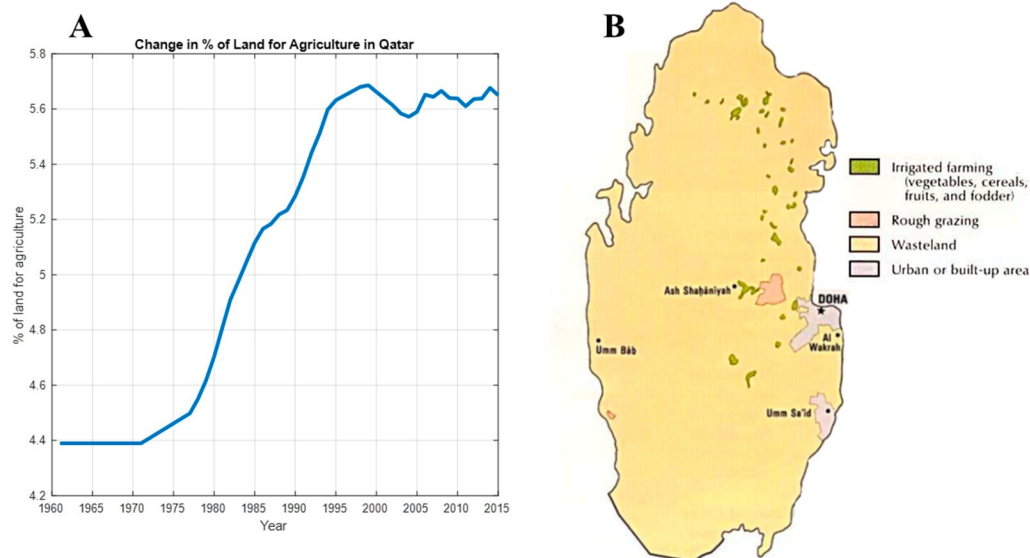 A
Change in % of Land for Agriculture in Qatar
% of land for agriculture
5.8
5.6
5.4
5.2
5
4.8
4.6
4.4
4.2
1960 1965 1970 1975 1980 1985 1990 1995 2000 2005 2010 2015
Year
B
Ash Shaḥānīyah
DOHA
Al
Wakrah
Umm Bāb
Umm Sa'id
Irrigated farming
(vegetables, cereals,
fruits, and fodder)
Rough grazing
Wasteland
Urban or built-up area